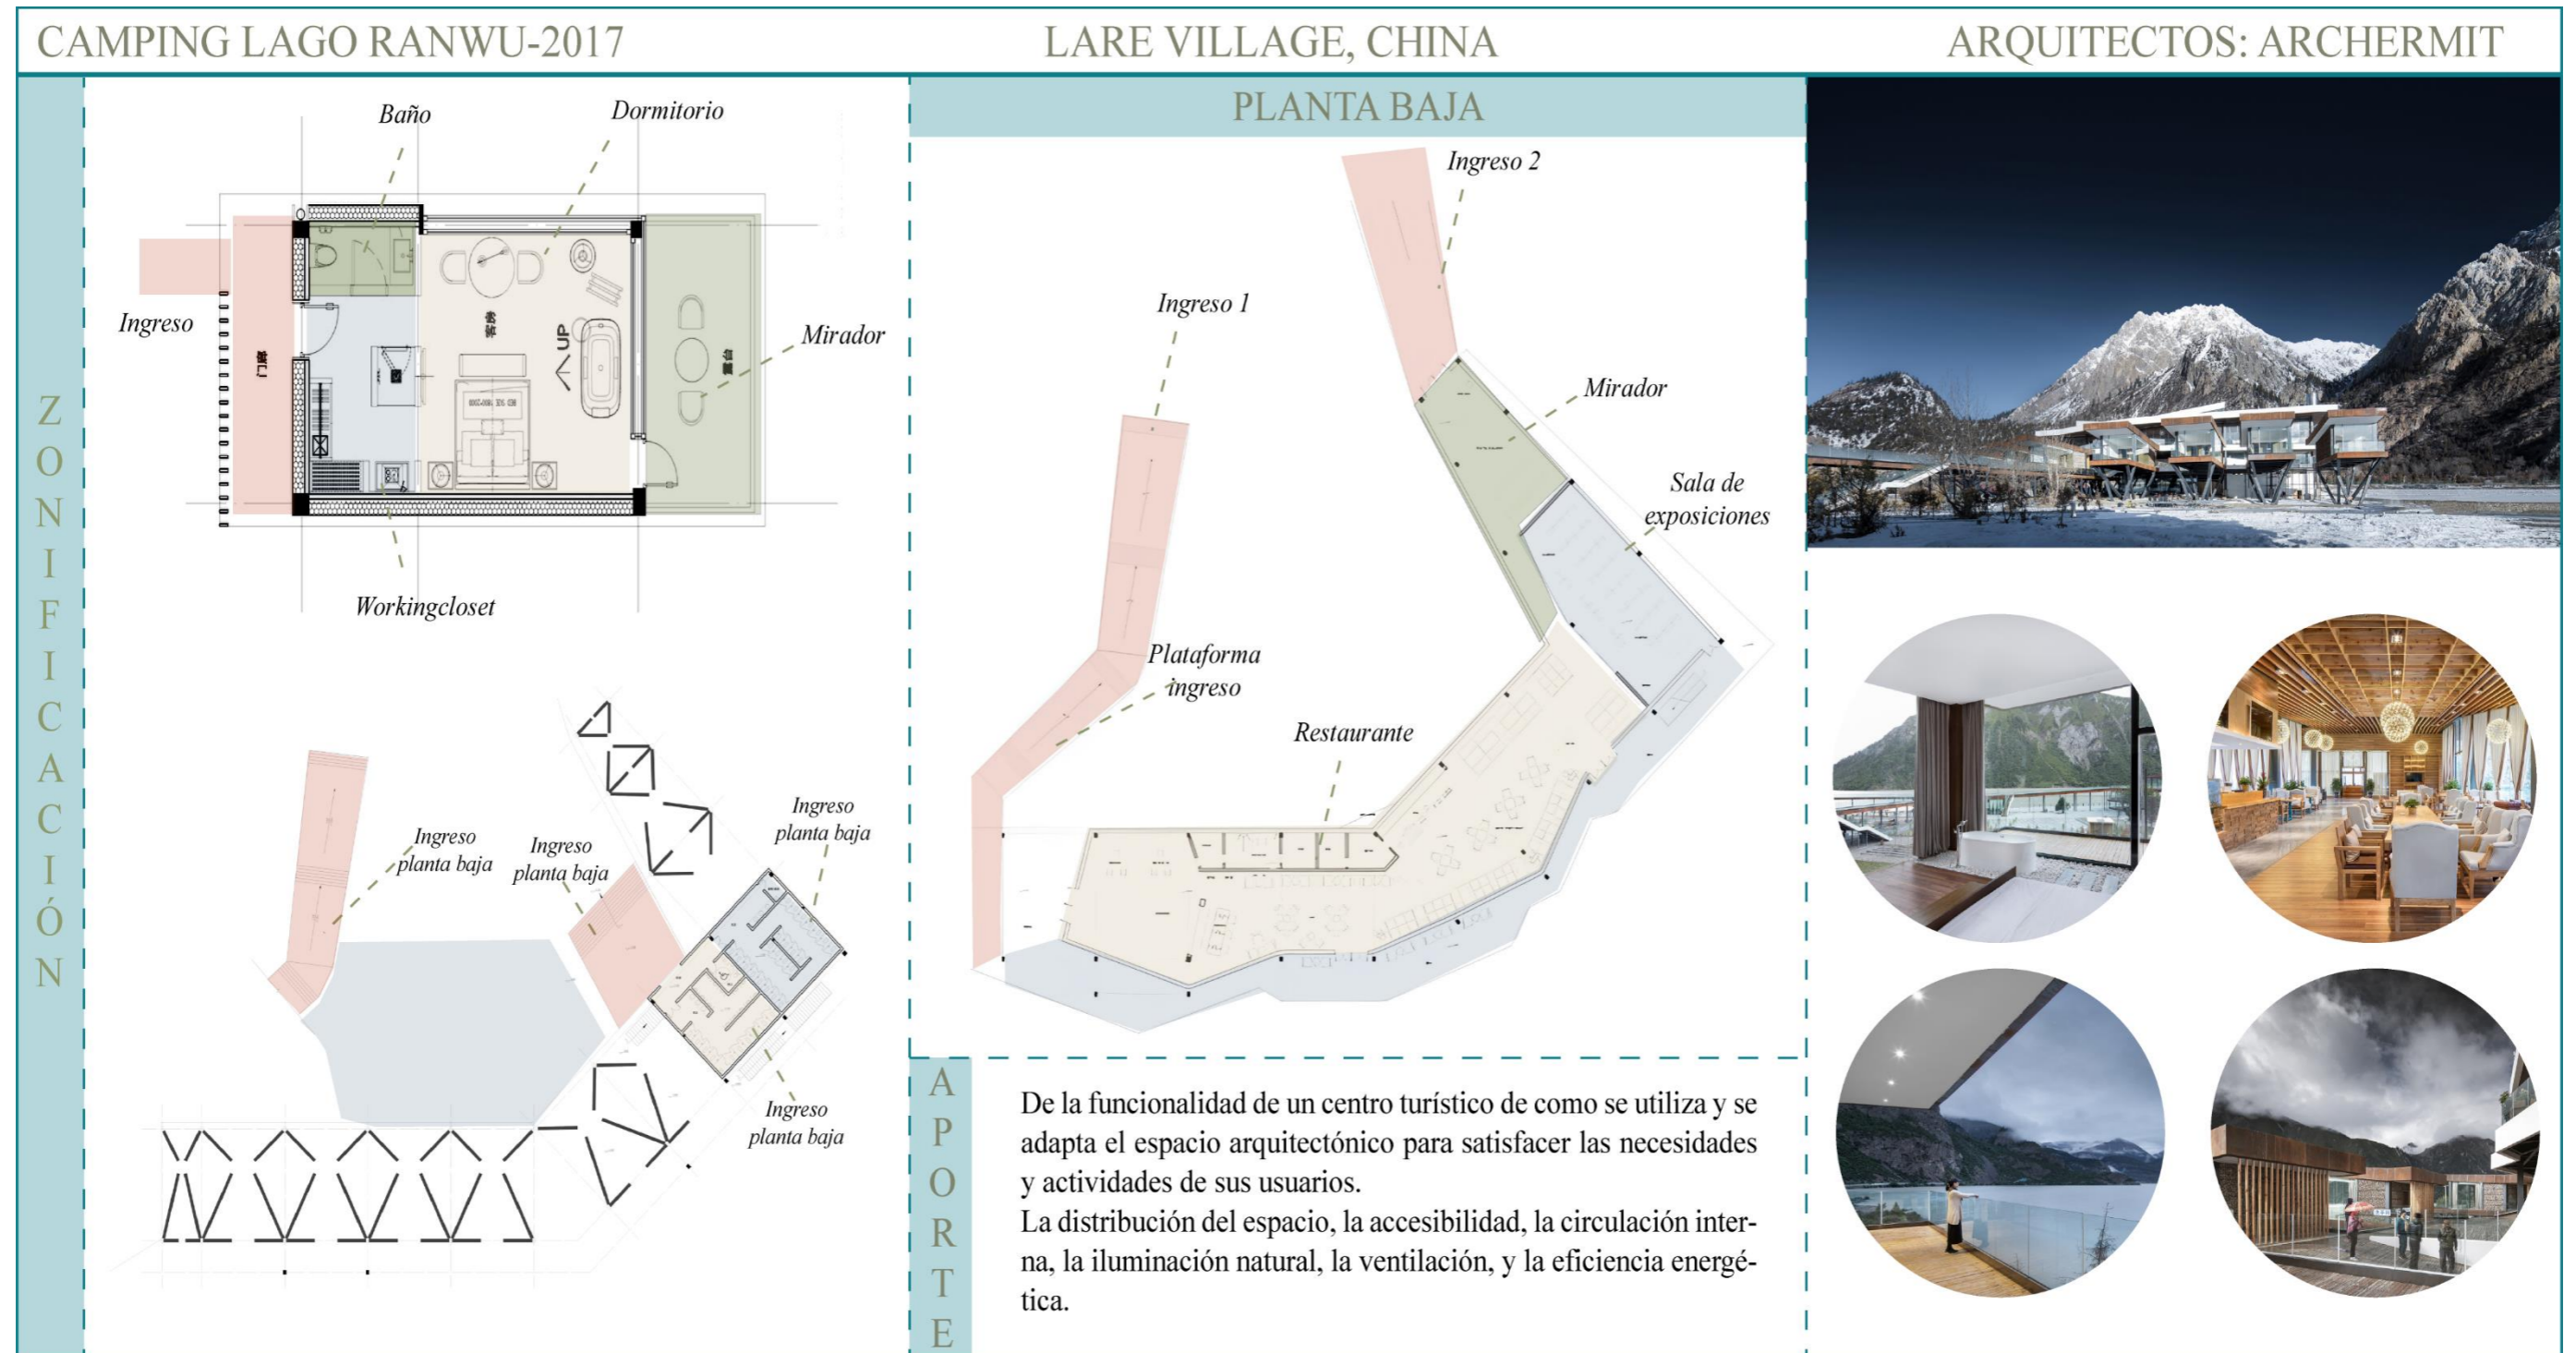 CAMPING LAGO RANWU-2017
LARE VILLAGE, CHINA
ARQUITECTOS: ARCHERMIT
ZONIFICACIÓN
Baño
Dormitorio
Ingreso
Mirador
UP
Workingcloset
Ingreso
planta baja
Ingreso
planta baja
Ingreso
planta baja
Ingreso
planta baja
PLANTA BAJA
Ingreso 2
Ingreso 1
Mirador
Sala de
exposiciones
Plataforma
ingreso
Restaurante
APORTE
De la funcionalidad de un centro turístico de como se utiliza y se
adapta el espacio arquitectónico para satisfacer las necesidades
y actividades de sus usuarios.
La distribución del espacio, la accesibilidad, la circulación inter-
na, la iluminación natural, la ventilación, y la eficiencia energé-
tica.